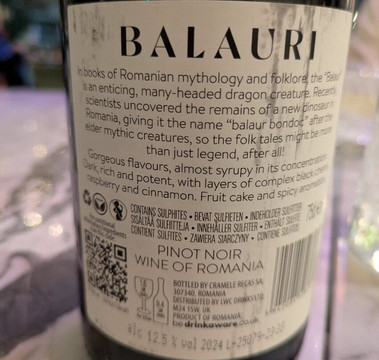 BALAURI
In books of Romanian mythology and folklore, the "Balaur"
is an enticing, many-headed dragon creature. Recently
scientists uncovered the remains of a new dinosaur in
Romania, giving it the name "balaur bondoc" after the
elder mythic creatures, so the folk tales might be more
than just legend, after all!
Gorgeous flavours, almost syrupy in its concentration.
Dark, rich and potent, with layers of complex black cherry,
raspberry and cinnamon. Fruit cake and spicy aromas
CONTAINS SULPHITES • BEVAT SULFIETEN • INDEHOLDER SULFITTER
SISÄLTÄÄ SULFIITTEJA • INNEHÅLLER SULFITER • ENTHÄLT SULFITE
CONTIENT SULFITES • ZAWIERA SIARCZYNY • CONTIENE
75cl e
PINOT NOIR
WINE OF ROMANIA
BOTTLED BY CRAMELE RECAS SA,
307340, ROMANIA
DISTRIBUTED BY LWC DRINKS LTD,
M24 1SW, UK
PRODUCT OF ROMANIA
be drinkaware.co.uk
alc 12.5 % vol 2024 L-25079